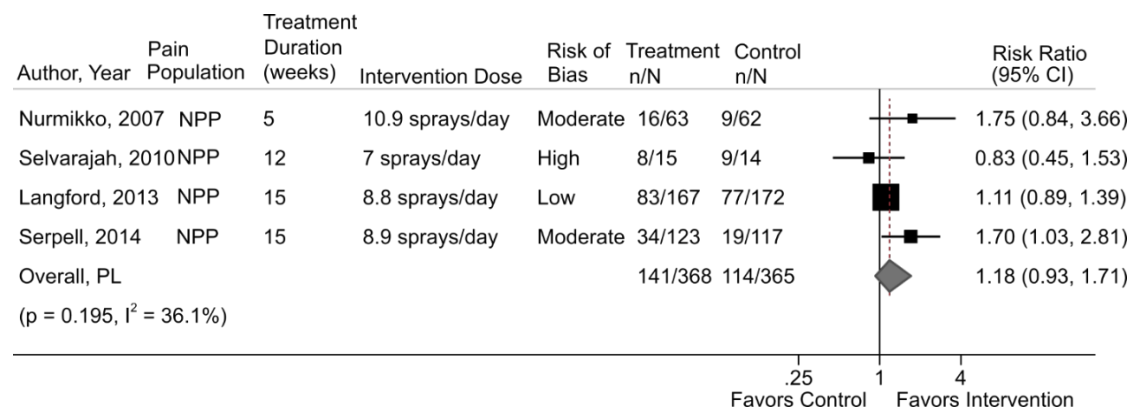 Author, Year Pain Population Treatment Duration (weeks) Intervention Dose Risk of Bias Treatment n/N Control n/N Risk Ratio (95% CI)
Nurmikko, 2007 NPP 5 10.9 sprays/day Moderate 16/63 9/62 1.75 (0.84, 3.66)
Selvarajah, 2010 NPP 12 7 sprays/day High 8/15 9/14 0.83 (0.45, 1.53)
Langford, 2013 NPP 15 8.8 sprays/day Low 83/167 77/172 1.11 (0.89, 1.39)
Serpell, 2014 NPP 15 8.9 sprays/day Moderate 34/123 19/117 1.70 (1.03, 2.81)
Overall, PL 141/368 114/365 1.18 (0.93, 1.71)
(p = 0.195, I² = 36.1%)
.25 1 4
Favors Control Favors Intervention